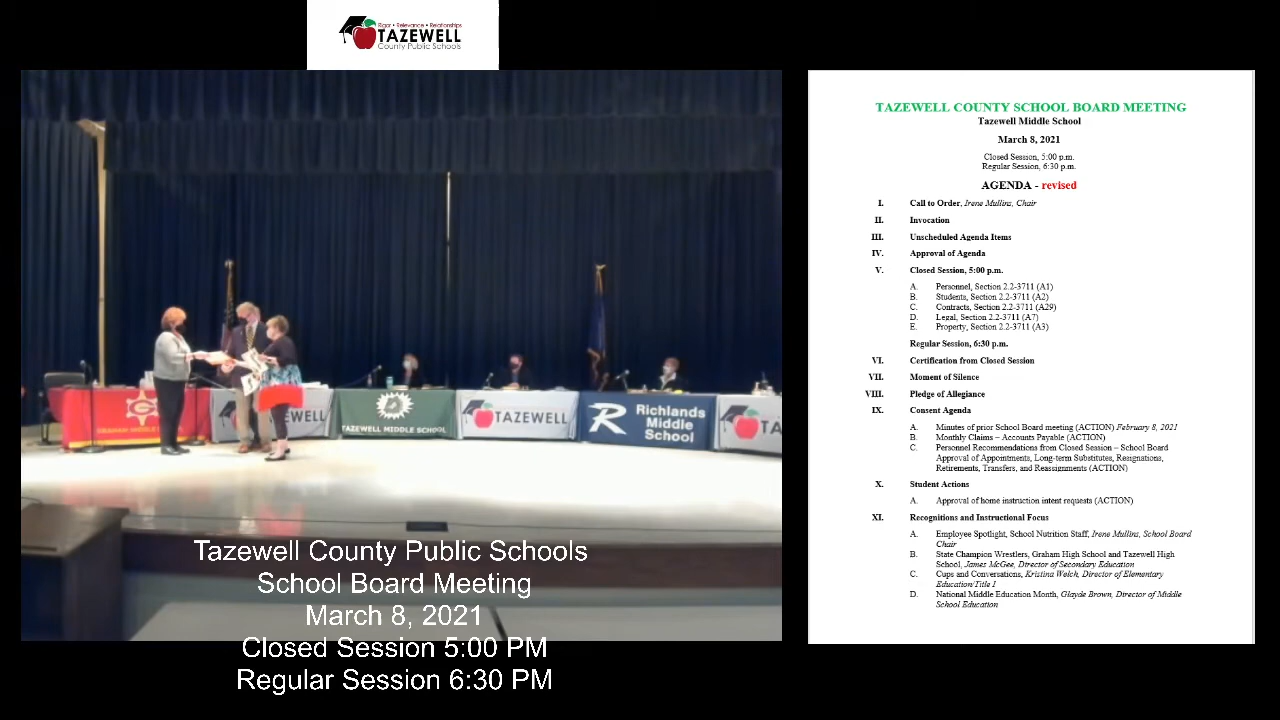 Rigor • Relevance • Relationships
TAZEWELL
County Public Schools
TAZEWELL COUNTY SCHOOL BOARD MEETING
Tazewell Middle School
March 8, 2021
Closed Session, 5:00 p.m.
Regular Session, 6:30 p.m.
AGENDA - revised
I. Call to Order, Irene Mullins, Chair
II. Invocation
III. Unscheduled Agenda Items
IV. Approval of Agenda
V. Closed Session, 5:00 p.m.
A. Personnel, Section 2.2-3711 (A1)
B. Students, Section 2.2-3711 (A2)
C. Contracts, Section 2.2-3711 (A29)
D. Legal, Section 2.2-3711 (A7)
E. Property, Section 2.2-3711 (A3)
Regular Session, 6:30 p.m.
VI. Certification from Closed Session
VII. Moment of Silence
VIII. Pledge of Allegiance
IX. Consent Agenda
A. Minutes of prior School Board meeting (ACTION) February 8, 2021
B. Monthly Claims – Accounts Payable (ACTION)
C. Personnel Recommendations from Closed Session – School Board
Approval of Appointments, Long-term Substitutes, Resignations,
Retirements, Transfers, and Reassignments (ACTION)
X. Student Actions
A. Approval of home instruction intent requests (ACTION)
XI. Recognitions and Instructional Focus
A. Employee Spotlight, School Nutrition Staff, Irene Mullins, School Board
Chair
B. State Champion Wrestlers, Graham High School and Tazewell High
School, James McGee, Director of Secondary Education
C. Cups and Conversations, Kristina Welch, Director of Elementary
Education/Title I
D. National Middle Education Month, Glayde Brown, Director of Middle
School Education
G
GRAHAM MIDDLE
WELL
TAZEWELL MIDDLE SCHOOL
TAZEWELL
R
Richlands
Middle
School
TAZ
Tazewell County Public Schools
School Board Meeting
March 8, 2021
Closed Session 5:00 PM
Regular Session 6:30 PM